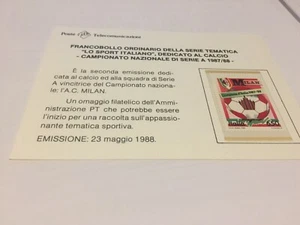 Poste Telecomunicazioni
FRANCOBOLLO ORDINARIO DELLA SERIE TEMATICA
"LO SPORT ITALIANO", DEDICATO AL CALCIO
- CAMPIONATO NAZIONALE DI SERIE A 1987/88 -
È la seconda emissione dedi-
cata al calcio ed alla squadra di Serie
A vincitrice del Campionato naziona-
le; l'A.C. MILAN.
Un omaggio filatelico dell'Am-
ministrazione PT che potrebbe essere
l'inizio per una raccolta sull'appassio-
nante tematica sportiva.
EMISSIONE: 23 maggio 1988.
MILAN